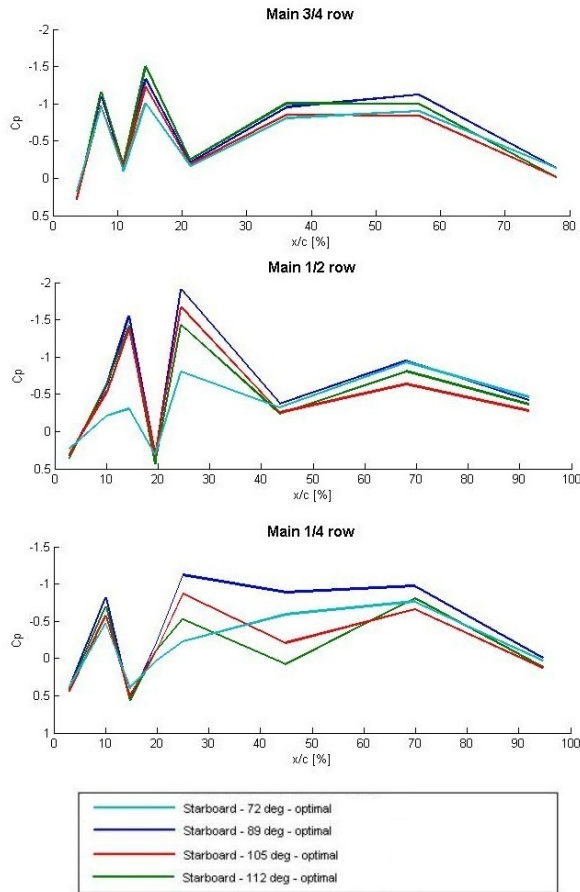 Main 3/4 row
-2
-1.5
-1
-0.5
0
0.5
Cp
0 10 20 30 40 50 60 70 80
x/c [%]
Main 1/2 row
-2
-1.5
-1
-0.5
0
0.5
Cp
0 10 20 30 40 50 60 70 80 90 100
x/c [%]
Main 1/4 row
-1.5
-1
-0.5
0
0.5
1
Cp
0 10 20 30 40 50 60 70 80 90 100
x/c [%]
Starboard - 72 deg - optimal
Starboard - 89 deg - optimal
Starboard - 105 deg - optimal
Starboard - 112 deg - optimal